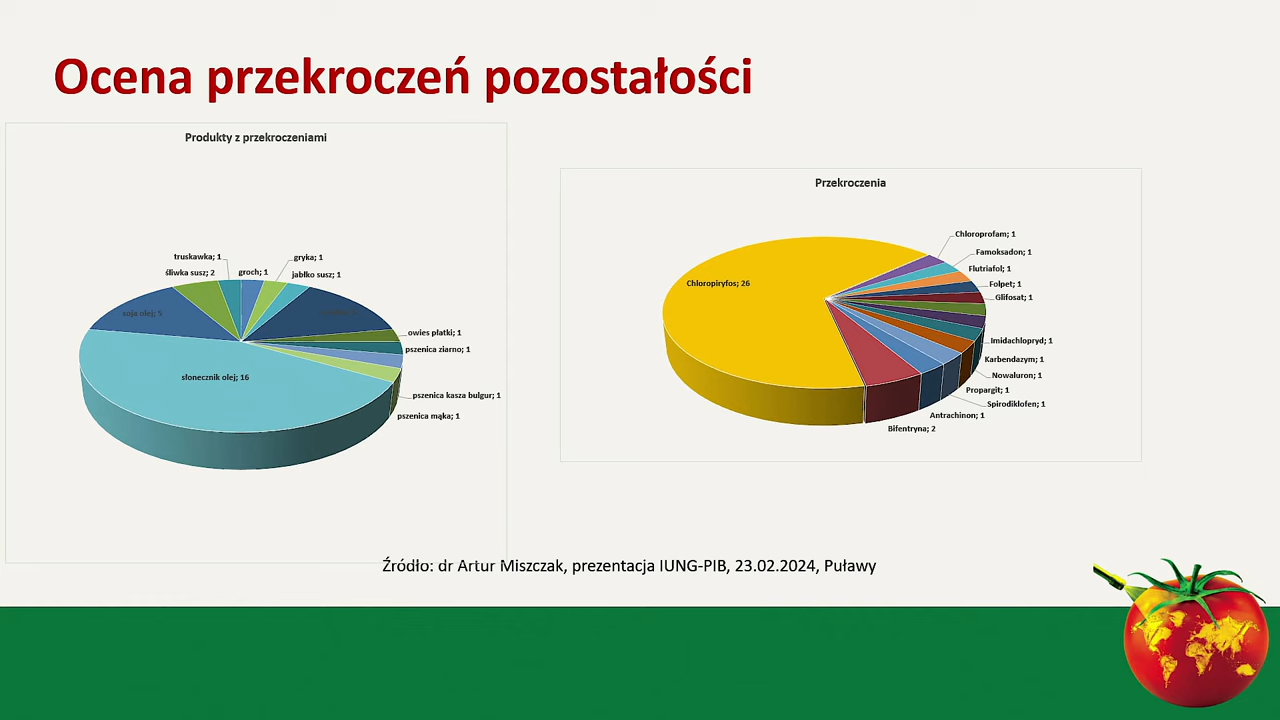 Ocena przekroczeń pozostałości
Produkty z przekroczeniami
truskawka; 1
śliwka susz; 2
groch; 1
gryka; 1
jabłko susz; 1
soja olej; 5
owies płatki; 1
pszenica ziarno; 1
słonecznik olej; 16
pszenica kasza bulgur; 1
pszenica mąka; 1
Przekroczenia
Chloropiryfos; 26
Chloroprofam; 1
Famoksadon; 1
Flutriafol; 1
Folpet; 1
Glifosat; 1
Imidachlopryd; 1
Karbendazym; 1
Nowaluron; 1
Propargit; 1
Spirodiklofen; 1
Antrachinon; 1
Bifentryna; 2
Źródło: dr Artur Miszczak, prezentacja IUNG-PIB, 23.02.2024, Puławy